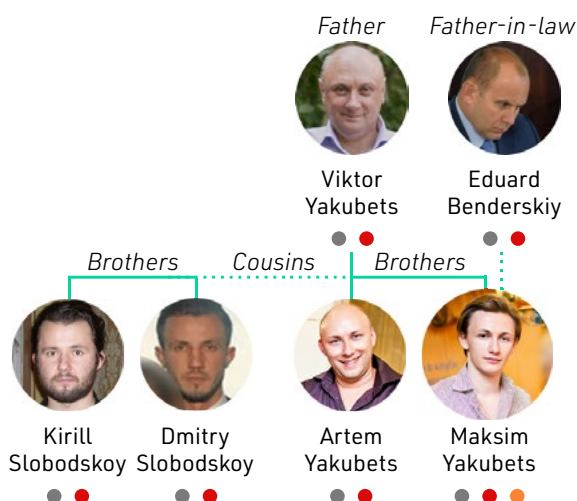 Father
Father-in-law
Viktor
Yakubets
Eduard
Benderskiy
Brothers
Cousins
Brothers
Kirill
Slobodskoy
Dmitry
Slobodskoy
Artem
Yakubets
Maksim
Yakubets